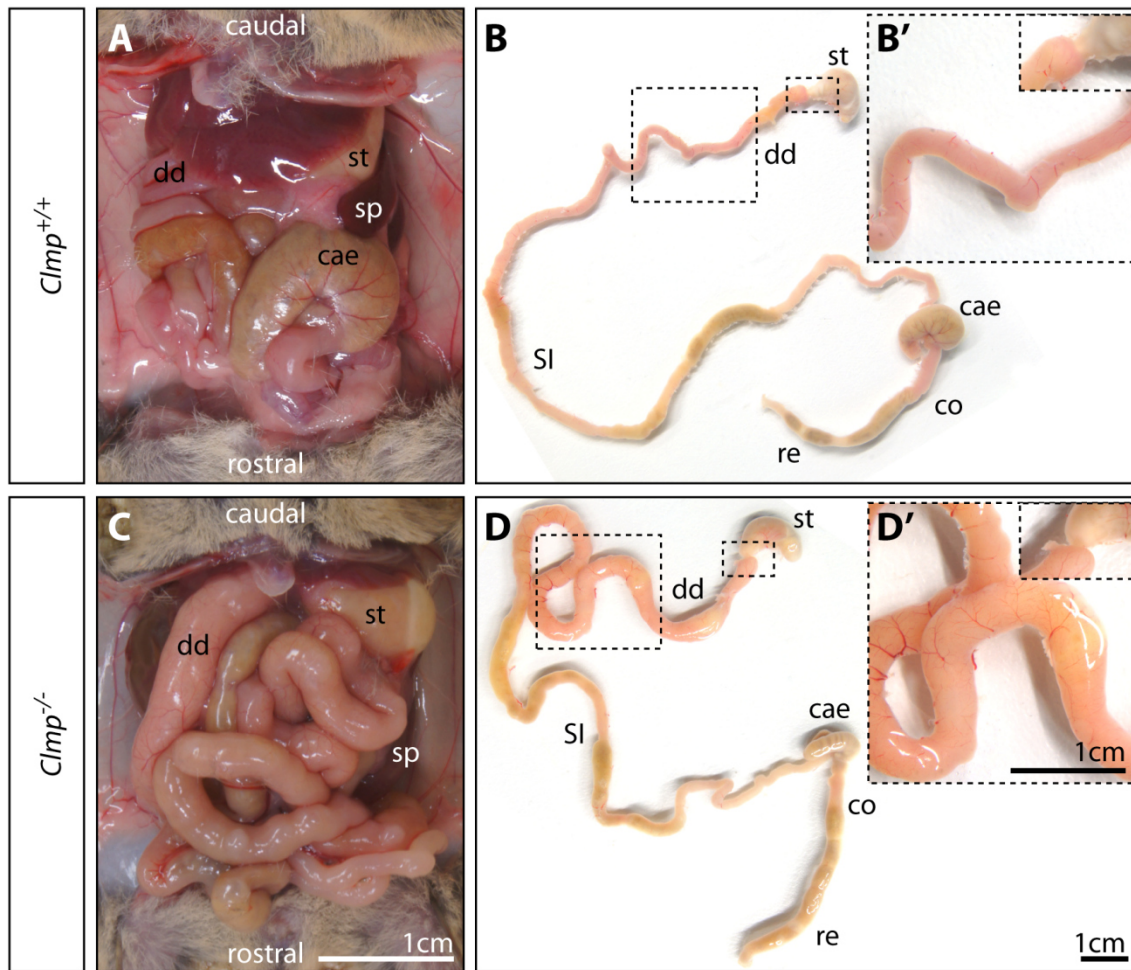 Clmp+/+
A
caudal
dd
st
sp
cae
rostral
B
st
dd
SI
cae
co
re
B’
Clmp-/-
C
caudal
dd
st
sp
rostral
1cm
D
st
dd
SI
cae
co
re
1cm
D’
1cm